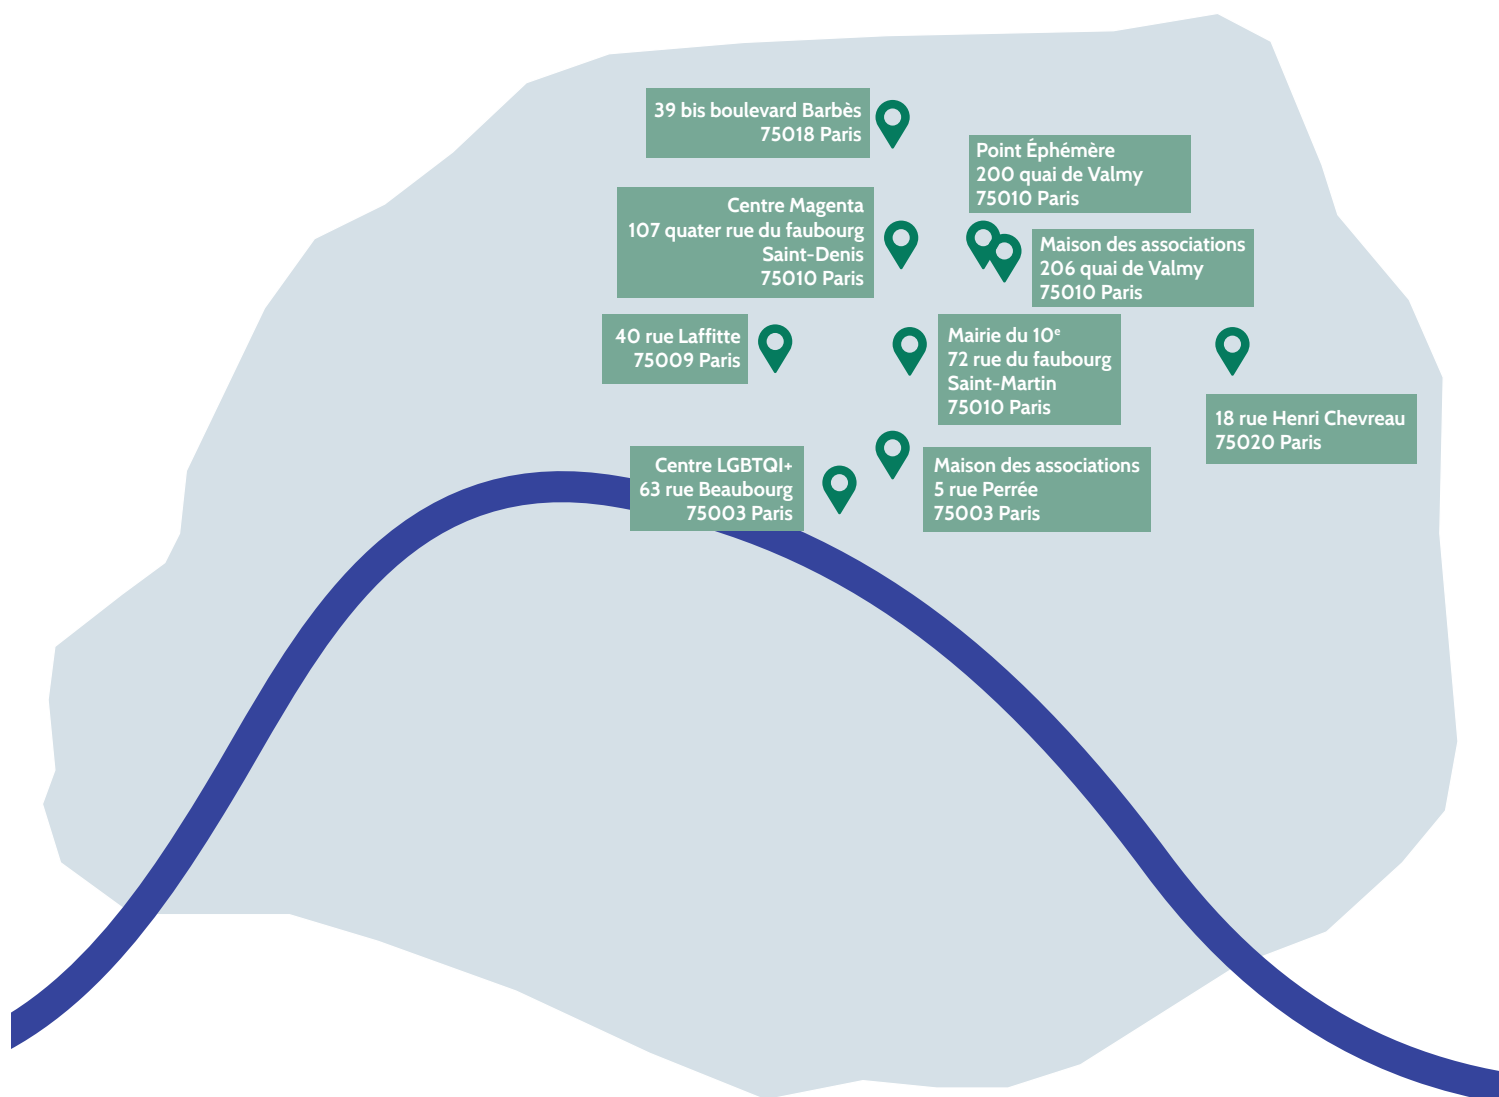 39 bis boulevard Barbès
75018 Paris
Point Éphémère
200 quai de Valmy
75010 Paris
Centre Magenta
107 quater rue du faubourg
Saint-Denis
75010 Paris
Maison des associations
206 quai de Valmy
75010 Paris
40 rue Laffitte
75009 Paris
Mairie du 10e
72 rue du faubourg
Saint-Martin
75010 Paris
18 rue Henri Chevreau
75020 Paris
Centre LGBTQI+
63 rue Beaubourg
75003 Paris
Maison des associations
5 rue Perrée
75003 Paris